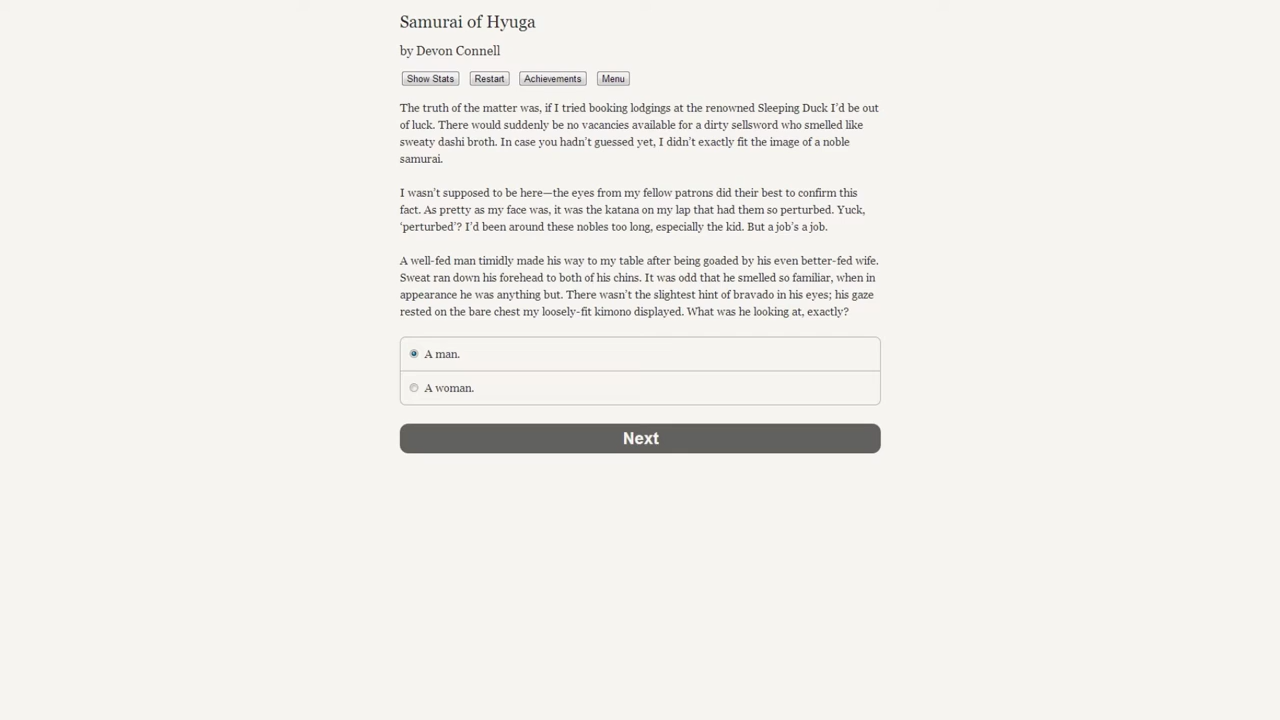 Samurai of Hyuga
by Devon Connell
Show Stats Restart Achievements Menu
The truth of the matter was, if I tried booking lodgings at the renowned Sleeping Duck I’d be out
of luck. There would suddenly be no vacancies available for a dirty sellsword who smelled like
sweaty dashi broth. In case you hadn’t guessed yet, I didn’t exactly fit the image of a noble
samurai.
I wasn’t supposed to be here—the eyes from my fellow patrons did their best to confirm this
fact. As pretty as my face was, it was the katana on my lap that had them so perturbed. Yuck,
‘perturbed’? I’d been around these nobles too long, especially the kid. But a job’s a job.
A well-fed man timidly made his way to my table after being goaded by his even better-fed wife.
Sweat ran down his forehead to both of his chins. It was odd that he smelled so familiar, when in
appearance he was anything but. There wasn’t the slightest hint of bravado in his eyes; his gaze
rested on the bare chest my loosely-fit kimono displayed. What was he looking at, exactly?
A man.
A woman.
Next